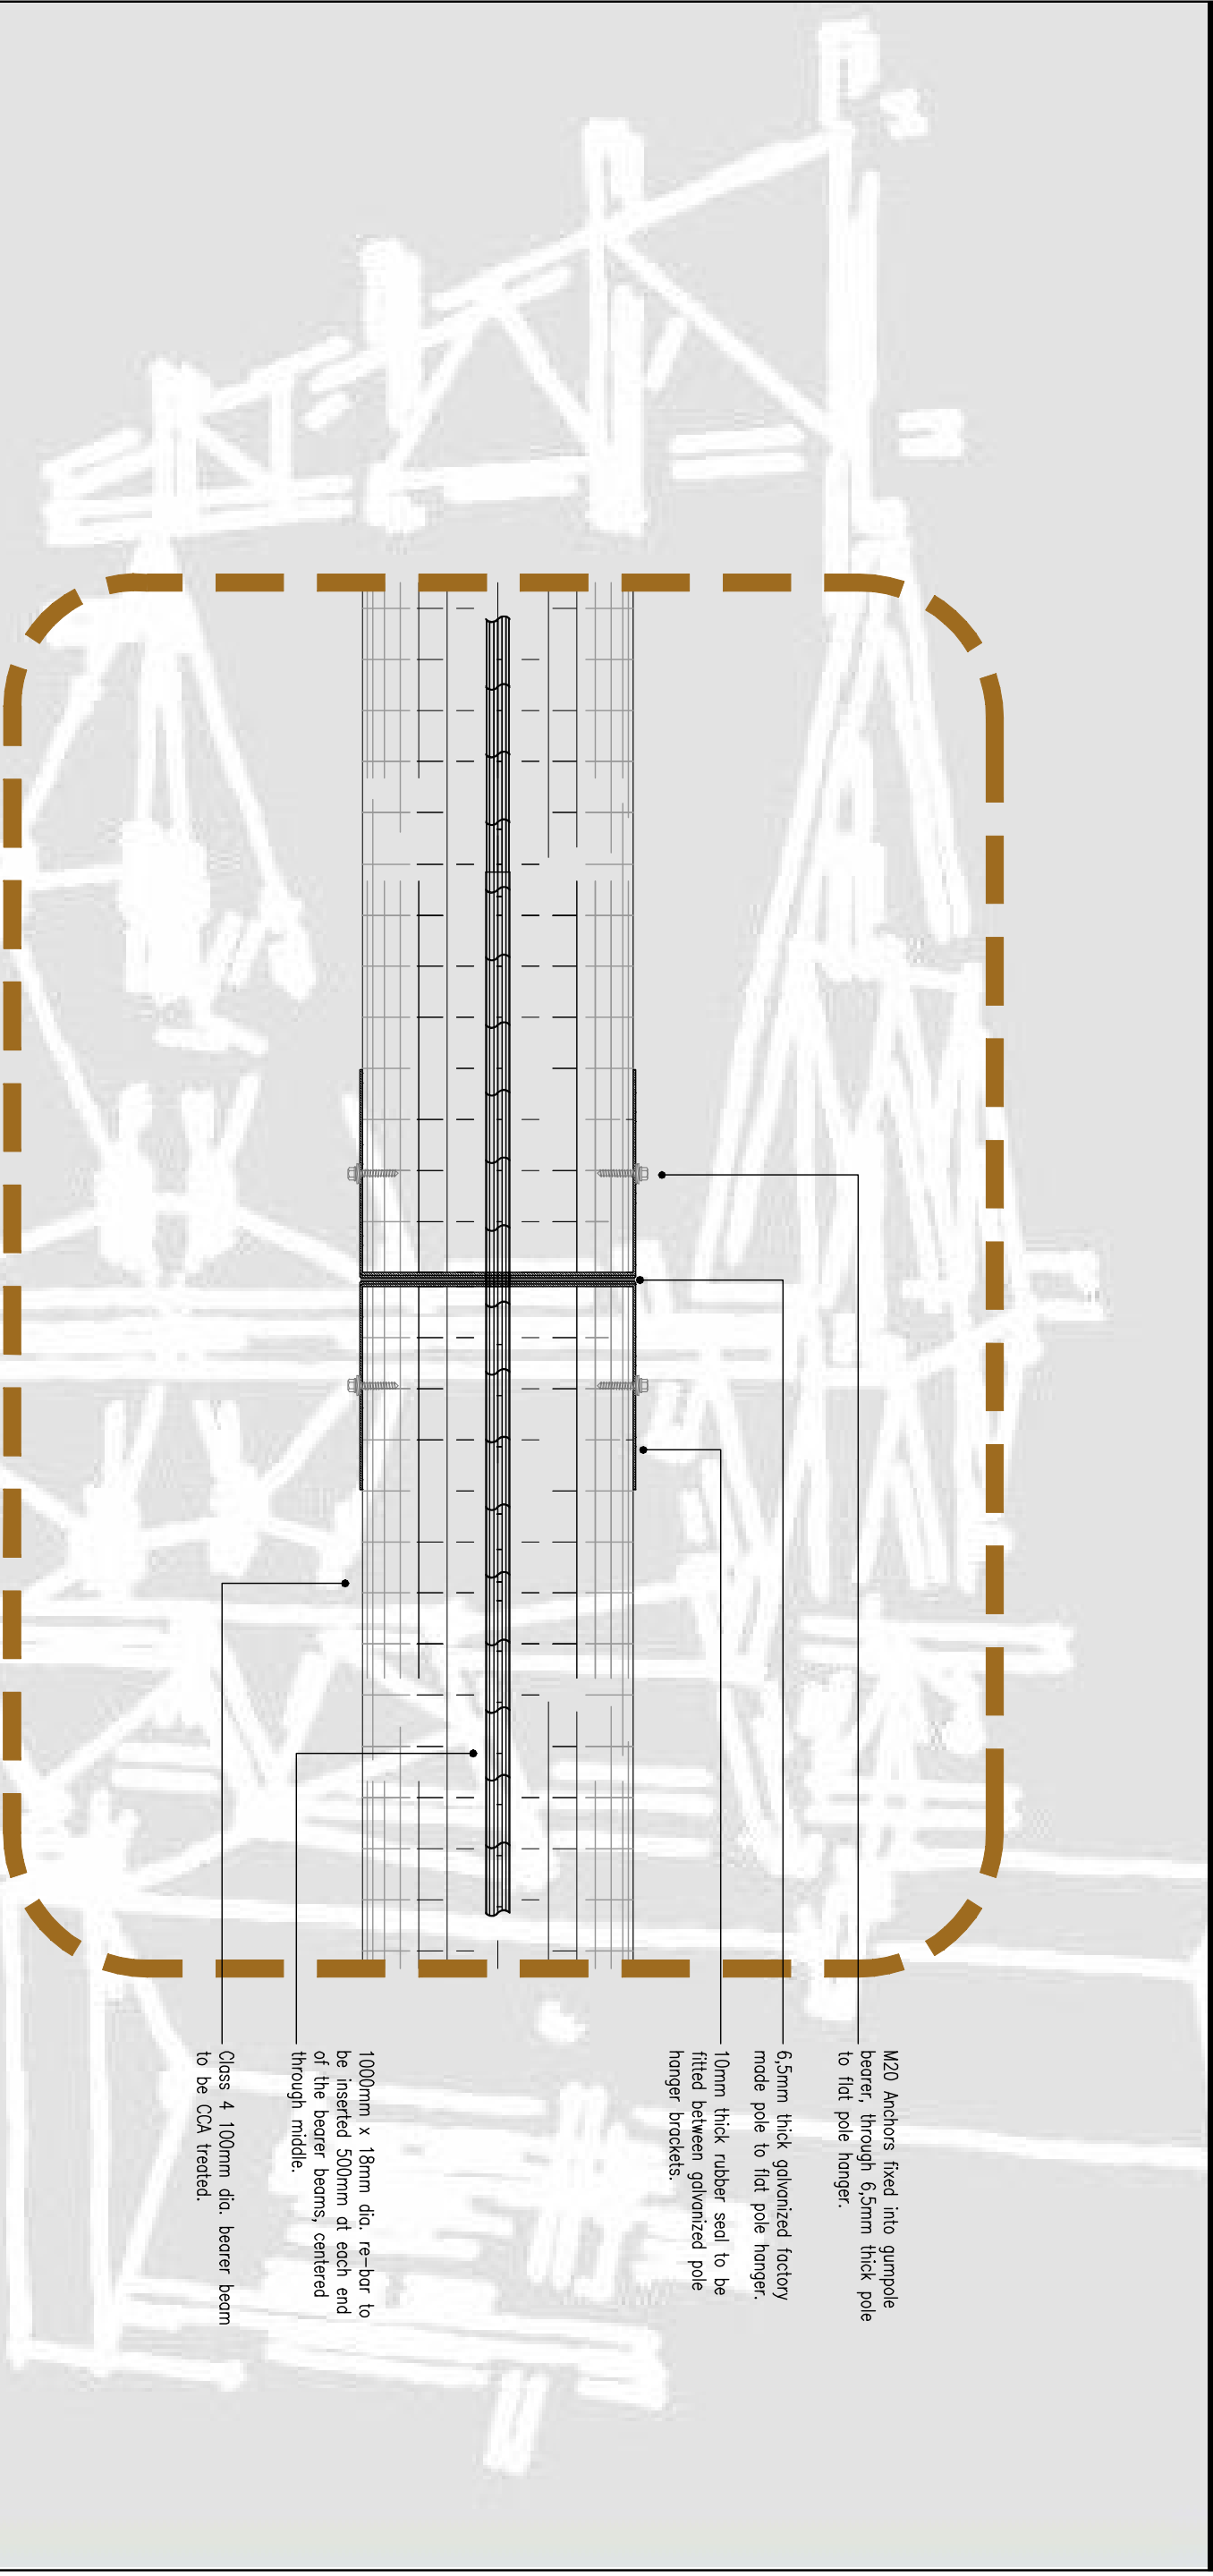 M20 Anchors fixed into gumpole
bearer, through 6,5mm thick pole
to flat pole hanger.
6,5mm thick galvanized factory
made pole to flat pole hanger.
10mm thick rubber seal to be
fitted between galvanized pole
hanger brackets.
1000mm x 18mm dia. re-bar to
be inserted 500mm at each end
of the bearer beams, centered
through middle.
Class 4 100mm dia. bearer beam
to be CCA treated.